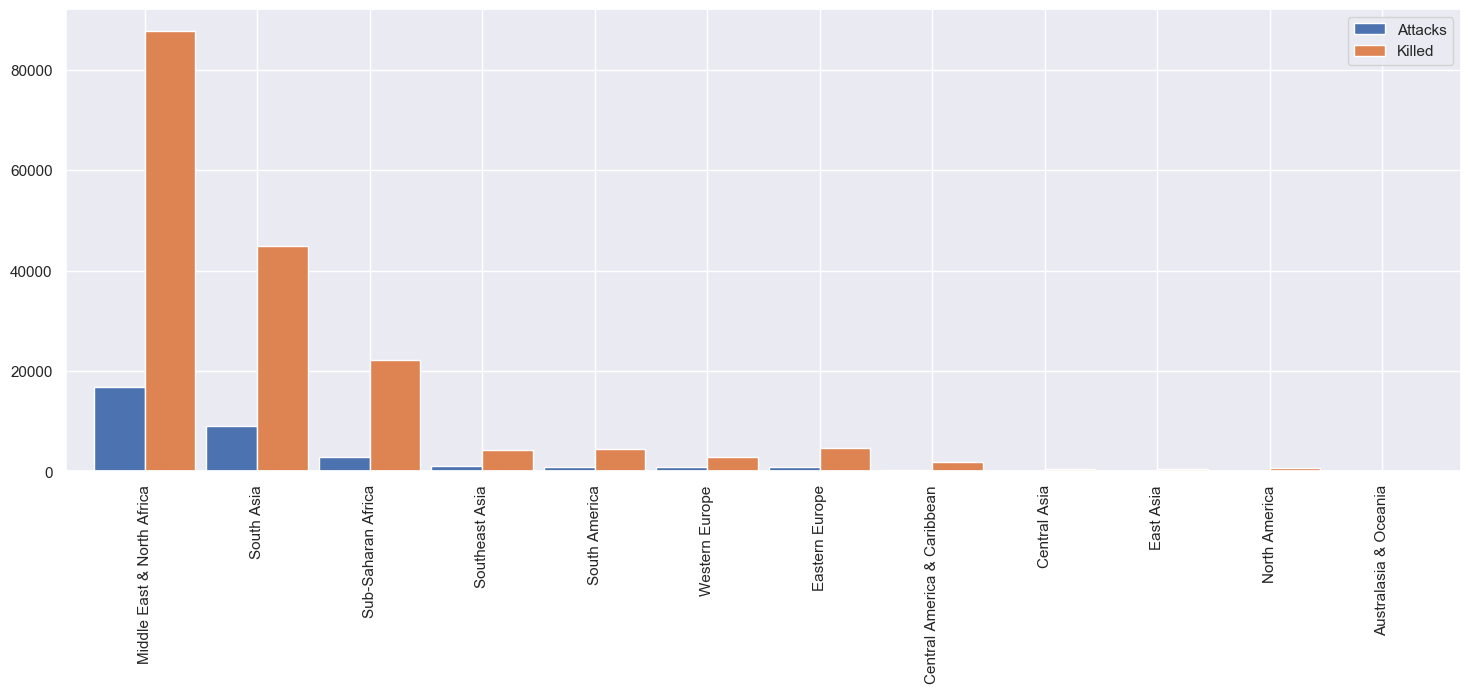 Attacks
Killed
80000
60000
40000
20000
0
Middle East & North Africa
South Asia
Sub-Saharan Africa
Southeast Asia
South America
Western Europe
Eastern Europe
Central America & Caribbean
Central Asia
East Asia
North America
Australasia & Oceania